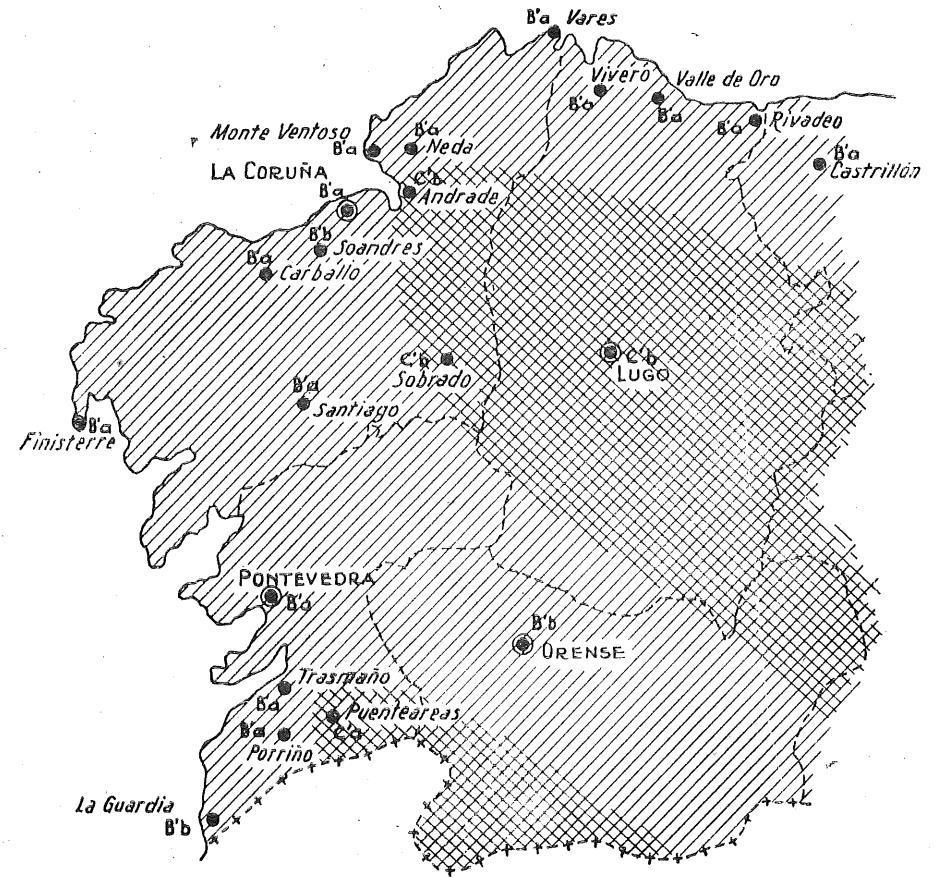 B'a Vares
Vivero
B'a
Valle de Oro
B'a
B'a Rivadeo
B'a
Castrillón
Monte Ventoso
B'a
B'a
Neda
LA CORUÑA
B'a
C'b
Andrade
B'b
Soandres
B'a
Carballo
C'b
Sobrado
C'b
LUGO
B'a
Santiago
B'a
Finisterre
PONTEVEDRA
B'a
B'b
ORENSE
Trasmaño
B'a
Puenteareas
C'a
B'a
Porriño
La Guardia
B'b